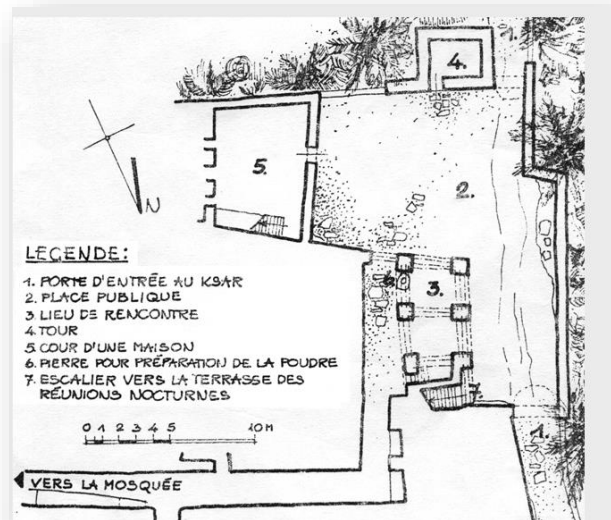 1.
4.
5.
2.
N
3.
LEGENDE:
1. PORTE D'ENTRÉE AU KSAR
2. PLACE PUBLIQUE
3 LIEU DE RENCONTRE
4. TOUR
5 COUR D'UNE MAISON
6. PIERRE POUR PRÉPARATION DE LA POUDRE
7. ESCALIER VERS LA TERRASSE DES
RÉUNIONS NOCTURNES
0 1 2 3 4 5 10 M
1.
VERS LA MOSQUÉE